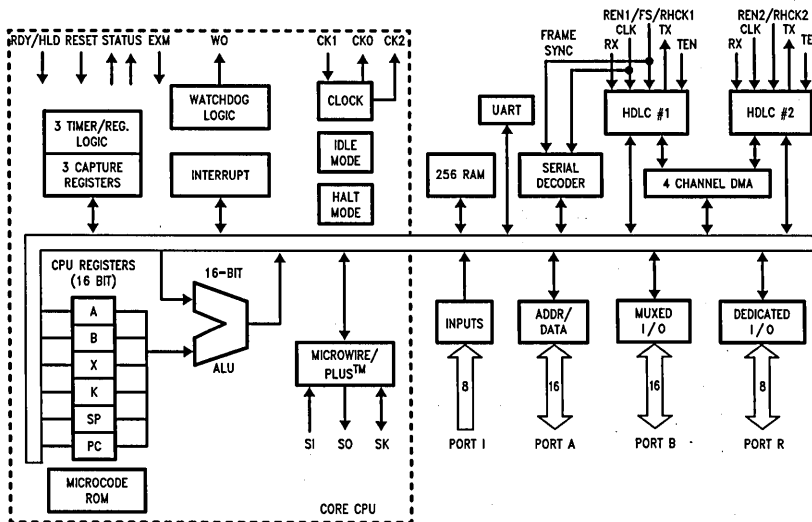 RDY/HLD RESET STATUS EXM WO CK1 CKO CK2
REN1/FS/RHCK1
REN2/RHCK2
FRAME
SYNC
RX CLK TX TEN
RX CLK TX TE
WATCHDOG
LOGIC
CLOCK
UART
HDLC #1
HDLC #2
3 TIMER/REG.
LOGIC
3 CAPTURE
REGISTERS
INTERRUPT
IDLE
MODE
HALT
MODE
256 RAM
SERIAL
DECODER
4 CHANNEL DMA
CPU REGISTERS
(16 BIT)
16-BIT
A
B
X
K
SP
PC
ALU
MICROWIRE/
PLUS™
SI SO SK
INPUTS
ADDR/
DATA
MUXED
I/O
DEDICATED
I/O
8
16
16
8
PORT I
PORT A
PORT B
PORT R
MICROCODE
ROM
CORE CPU